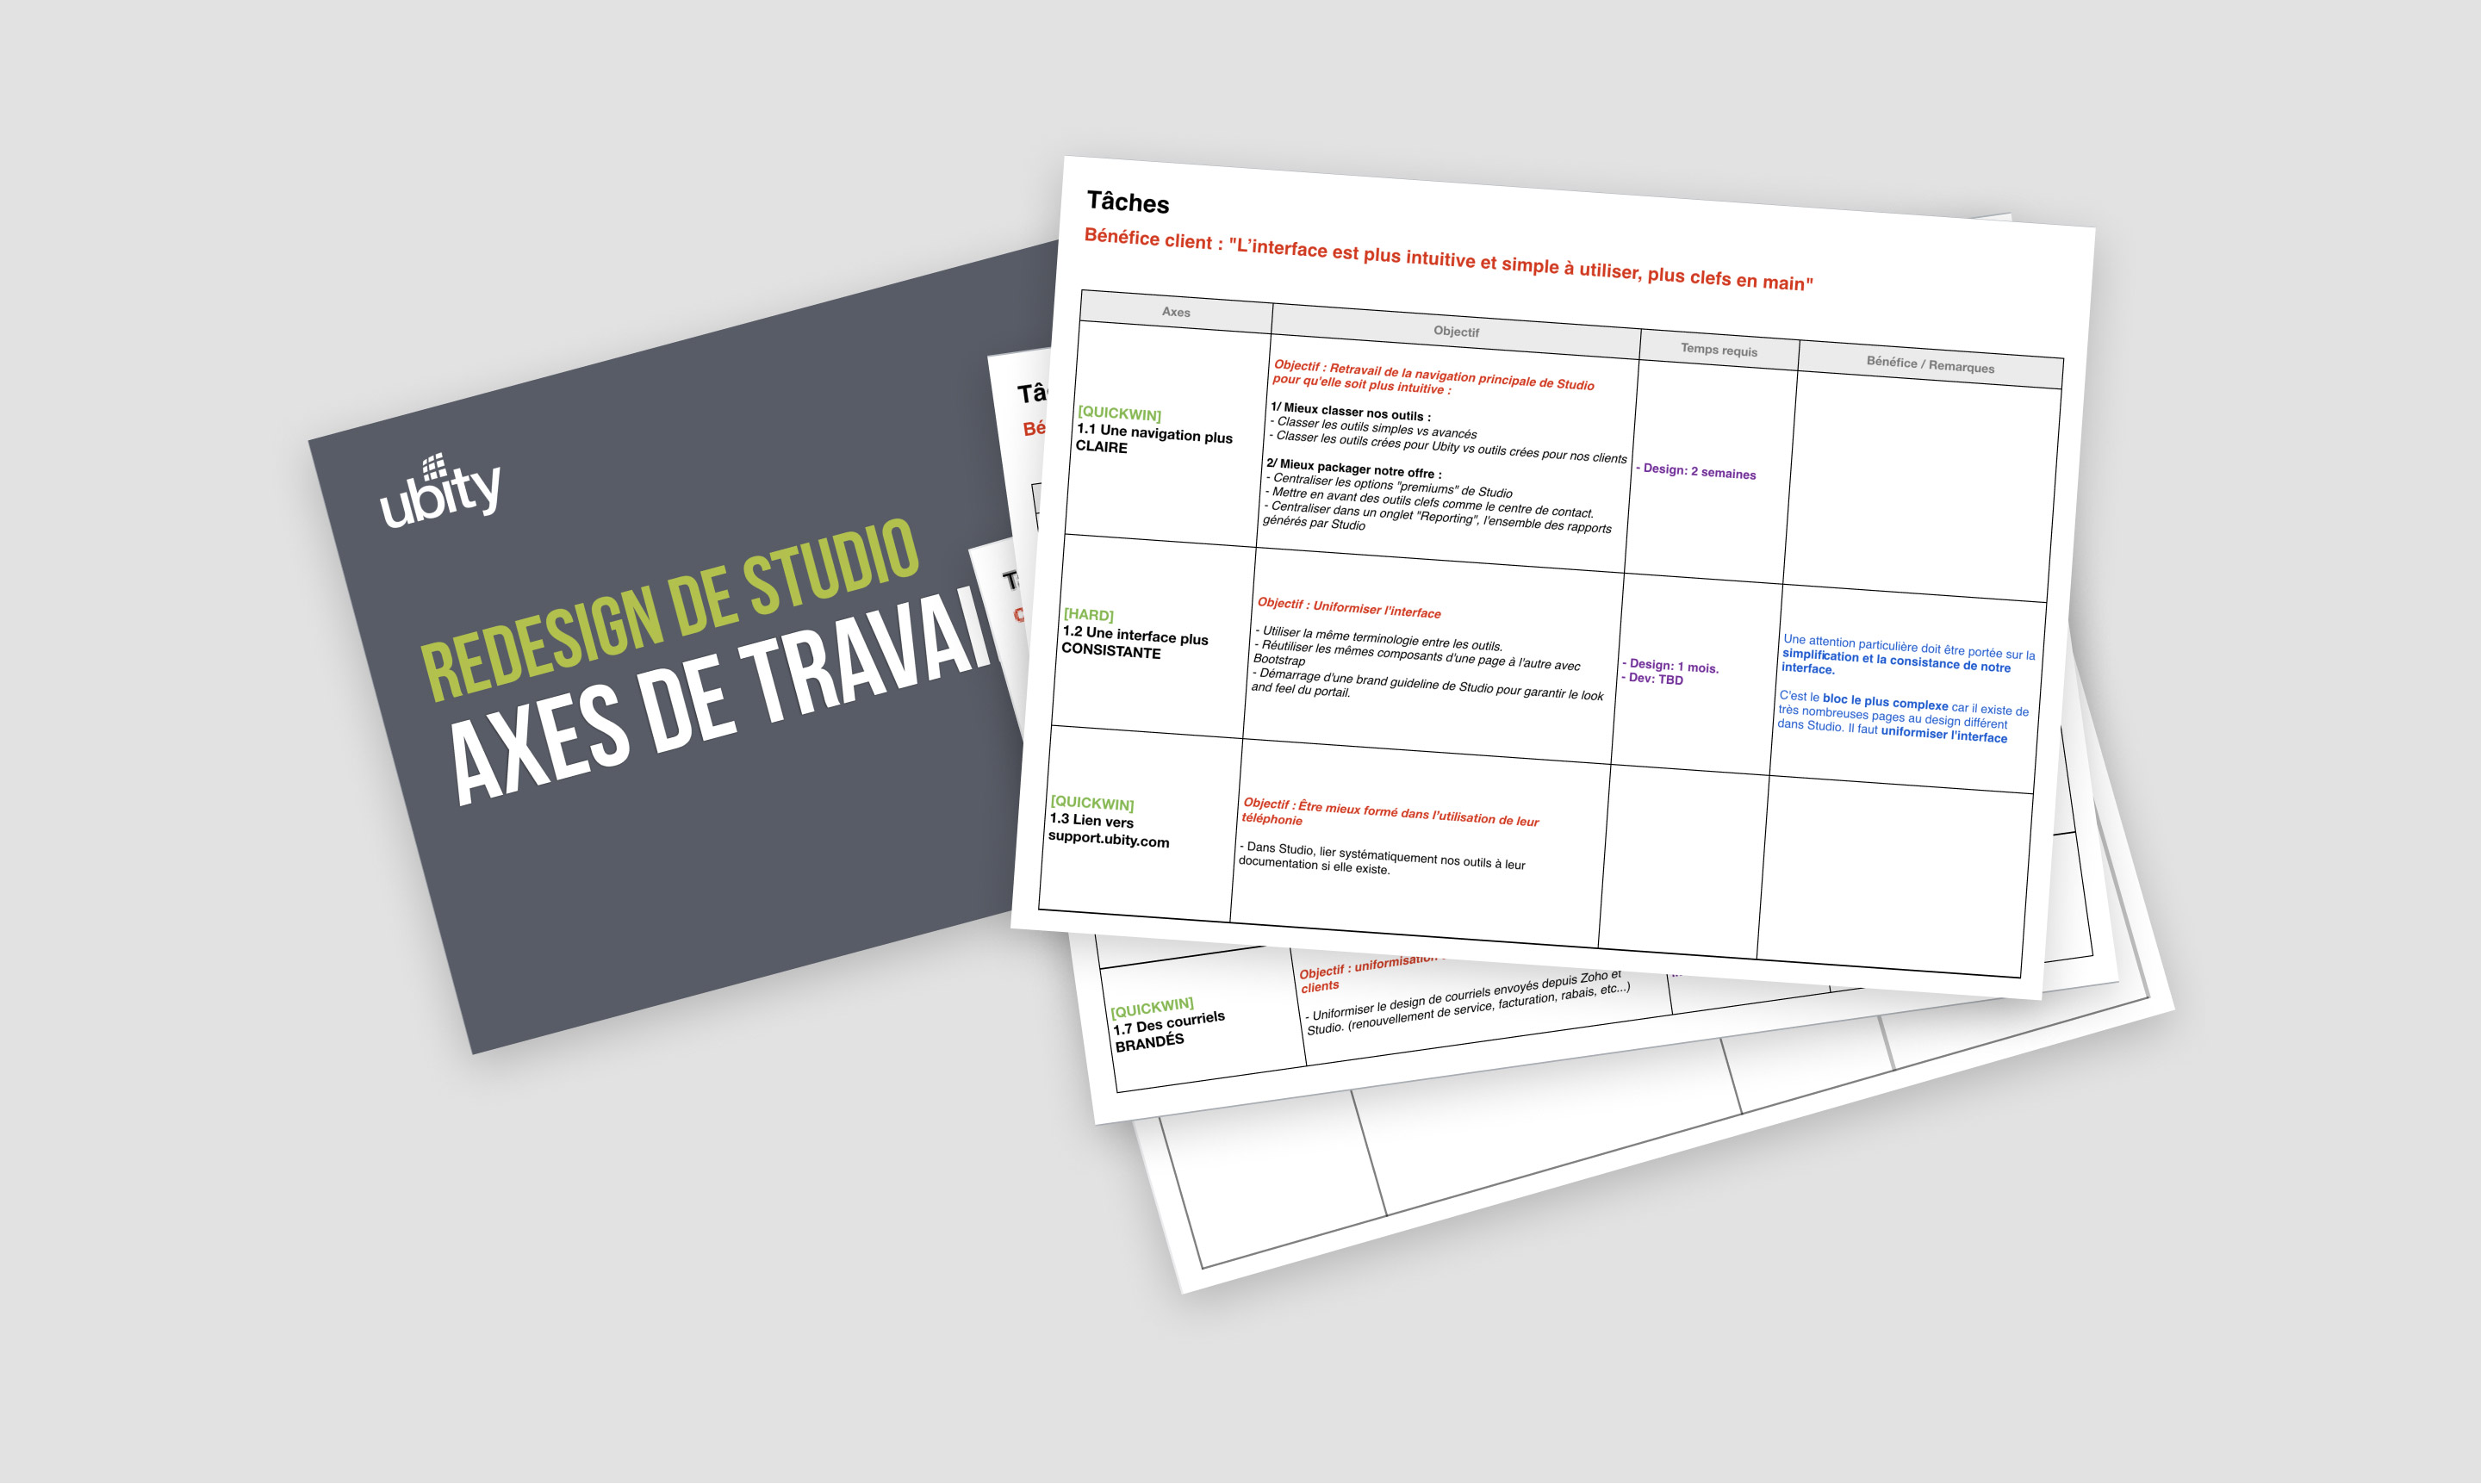 ubity
REDESIGN DE STUDIO
AXES DE TRAVAI
Tâ
Bé
Tâches
Bénéfice client : "L'interface est plus intuitive et simple à utiliser, plus clefs en main"
Axes
Objectif
Temps requis
Bénéfice / Remarques
[QUICKWIN]
1.1 Une navigation plus
CLAIRE
Objectif : Retravail de la navigation principale de Studio
pour qu'elle soit plus intuitive :
1/ Mieux classer nos outils :
- Classer les outils simples vs avancés
- Classer les outils crées pour Ubity vs outils crées pour nos clients
2/ Mieux packager notre offre :
- Centraliser les options "premiums" de Studio
- Mettre en avant des outils clefs comme le centre de contact.
- Centraliser dans un onglet "Reporting", l'ensemble des rapports
générés par Studio
- Design: 2 semaines
[HARD]
1.2 Une interface plus
CONSISTANTE
Objectif : Uniformiser l'interface
- Utiliser la même terminologie entre les outils.
- Réutiliser les mêmes composants d'une page à l'autre avec
Bootstrap
- Démarrage d'une brand guideline de Studio pour garantir le look
and feel du portail.
- Design: 1 mois.
- Dev: TBD
Une attention particulière doit être portée sur la
simplification et la consistance de notre
interface.
C'est le bloc le plus complexe car il existe de
très nombreuses pages au design différent
dans Studio. Il faut uniformiser l'interface
[QUICKWIN]
1.3 Lien vers
support.ubity.com
Objectif : Être mieux formé dans l'utilisation de leur
téléphonie
- Dans Studio, lier systématiquement nos outils à leur
documentation si elle existe.
[QUICKWIN]
1.7 Des courriels
BRANDÉS
Objectif : uniformisation
clients
- Uniformiser le design de courriels envoyés depuis Zoho et
Studio. (renouvellement de service, facturation, rabais, etc...)